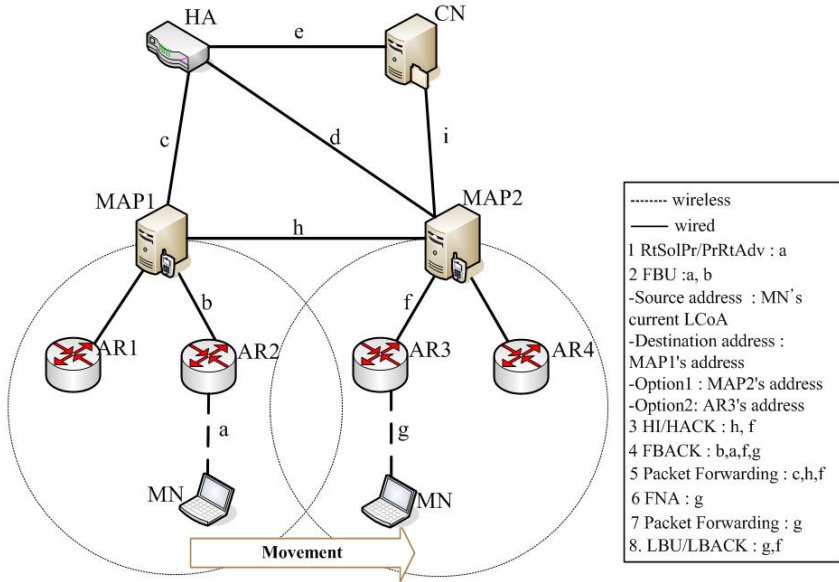 HA
CN
e
c
d
i
MAP1
MAP2
h
b
f
AR1
AR2
AR3
AR4
a
g
MN
MN
Movement
wireless
wired
1 RtSolPr/PrRtAdv : a
2 FBU :a, b
-Source address : MN's
current LCoA
-Destination address :
MAP1's address
-Option1 : MAP2's address
-Option2: AR3's address
3 HI/HACK : h, f
4 FBACK : b,a,f,g
5 Packet Forwarding : c,h,f
6 FNA : g
7 Packet Forwarding : g
8. LBU/LBACK : g,f